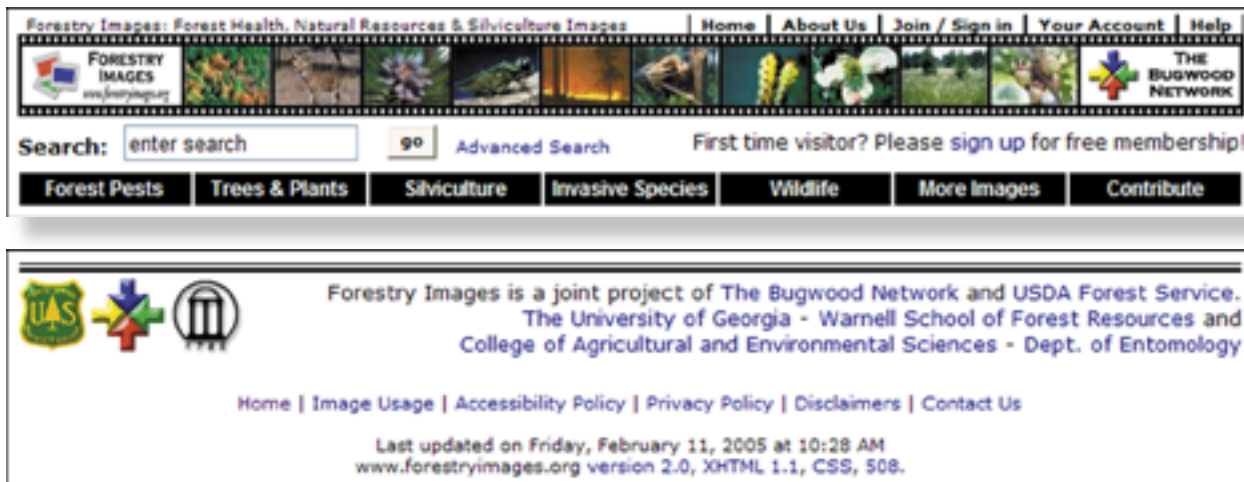 Forestry Images: Forest Health, Natural Resources & Silviculture Images | Home | About Us | Join / Sign in | Your Account | Help
FORESTRY
IMAGES
www.forestryimages.org
THE
BUGWOOD
NETWORK
Search: enter search go Advanced Search First time visitor? Please sign up for free membership!
Forest Pests Trees & Plants Silviculture Invasive Species Wildlife More Images Contribute
UAS
1785
Forestry Images is a joint project of The Bugwood Network and USDA Forest Service.
The University of Georgia - Warnell School of Forest Resources and
College of Agricultural and Environmental Sciences - Dept. of Entomology
Home | Image Usage | Accessibility Policy | Privacy Policy | Disclaimers | Contact Us
Last updated on Friday, February 11, 2005 at 10:28 AM
www.forestryimages.org version 2.0, XHTML 1.1, CSS, 508.